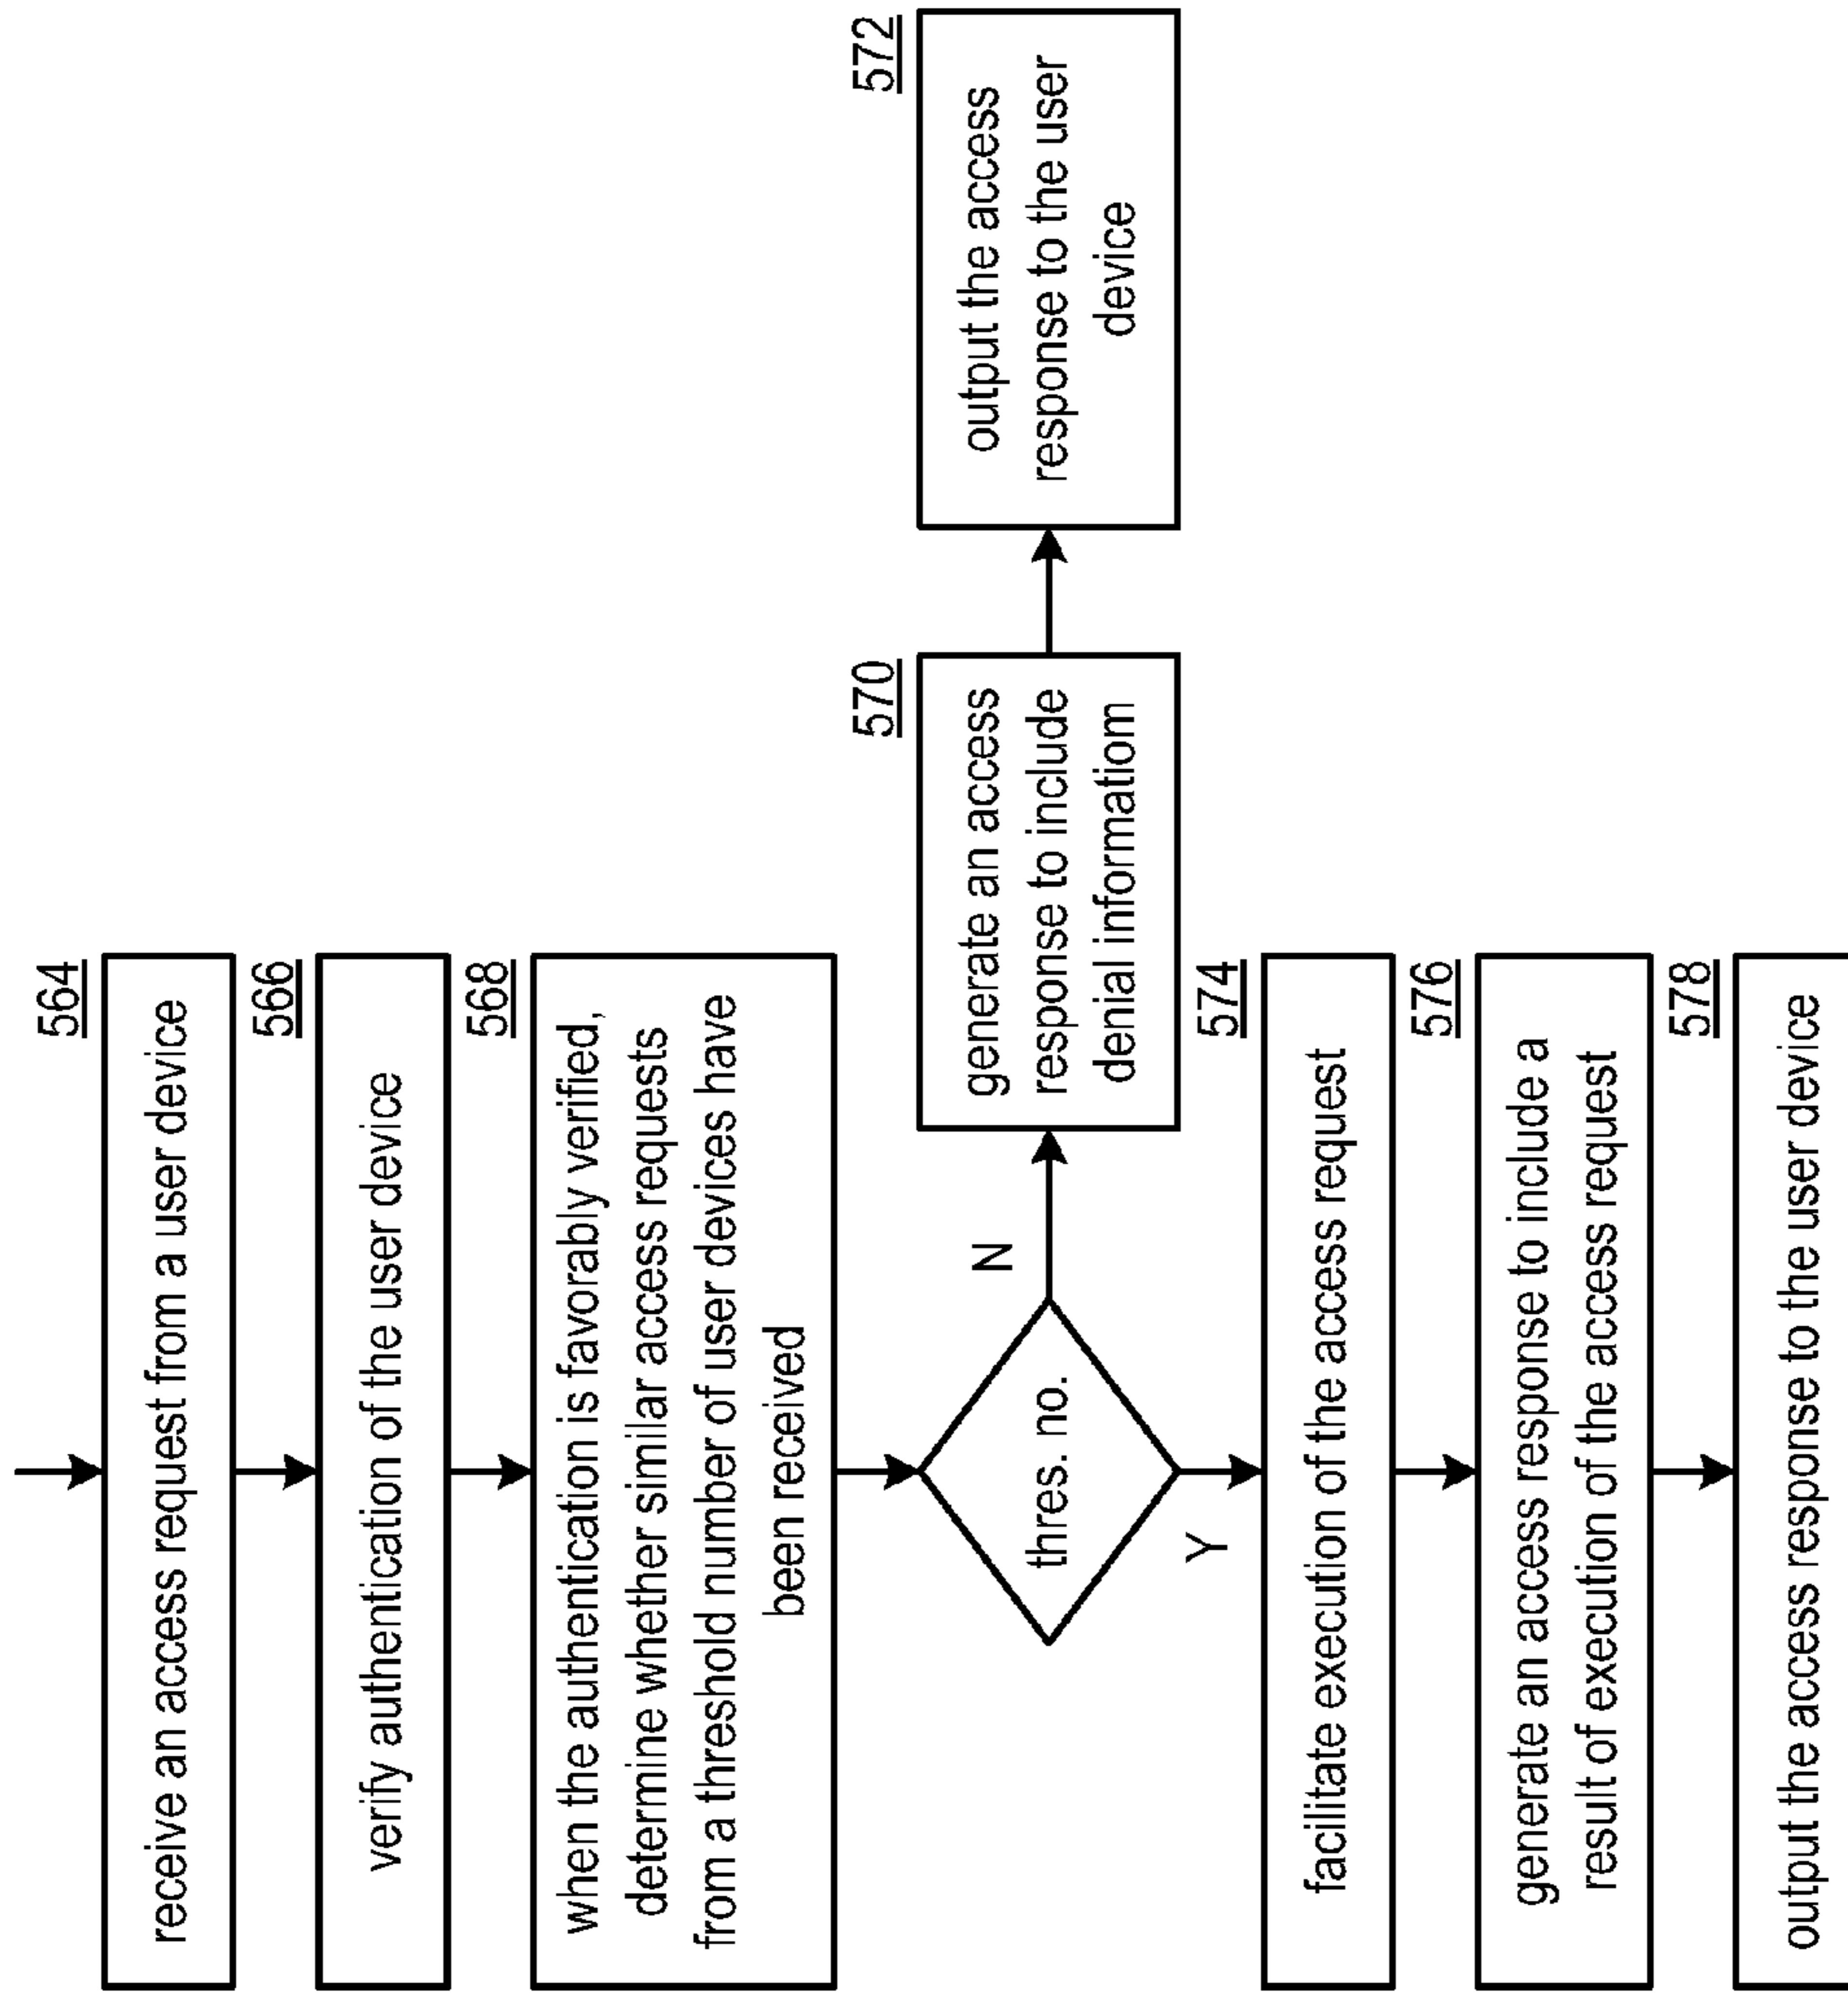 564
receive an access request from a user device
566
verify authentication of the user device
568
when the authentication is favorably verified,
determine whether similar access requests
from a threshold number of user devices have
been received
thres. no.
N
Y
570
generate an access
response to include
denial informatiom
572
output the access
response to the user
device
574
facilitate execution of the access request
576
generate an access response to include a
result of execution of the access request
578
output the access response to the user device